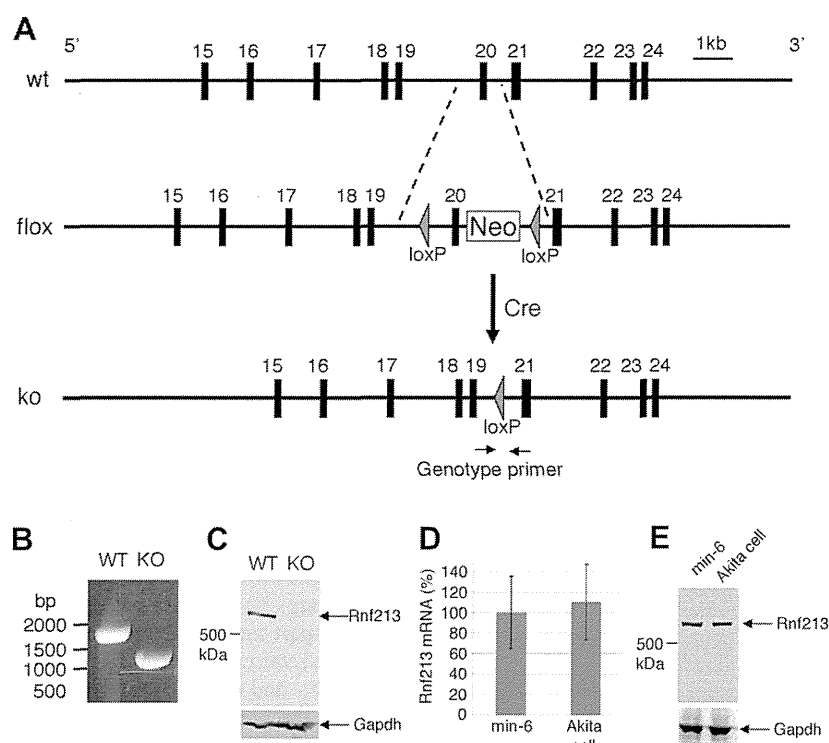 A
5' 3'
15 16 17 18 19 20 21 22 23 24 1kb
wt
15 16 17 18 19 20 21 22 23 24
flox Neo
loxP loxP
Cre
15 16 17 18 19 21 22 23 24
ko
loxP
Genotype primer
B
WT KO
bp
2000
1500
1000
500
C
WT KO
Rnf213
500
kDa
Gapdh
D
Rnf213 mRNA (%)
140
120
100
80
60
40
20
0
min-6 Akita
cell
E
min-6 Akita cell
Rnf213
500
kDa
Gapdh